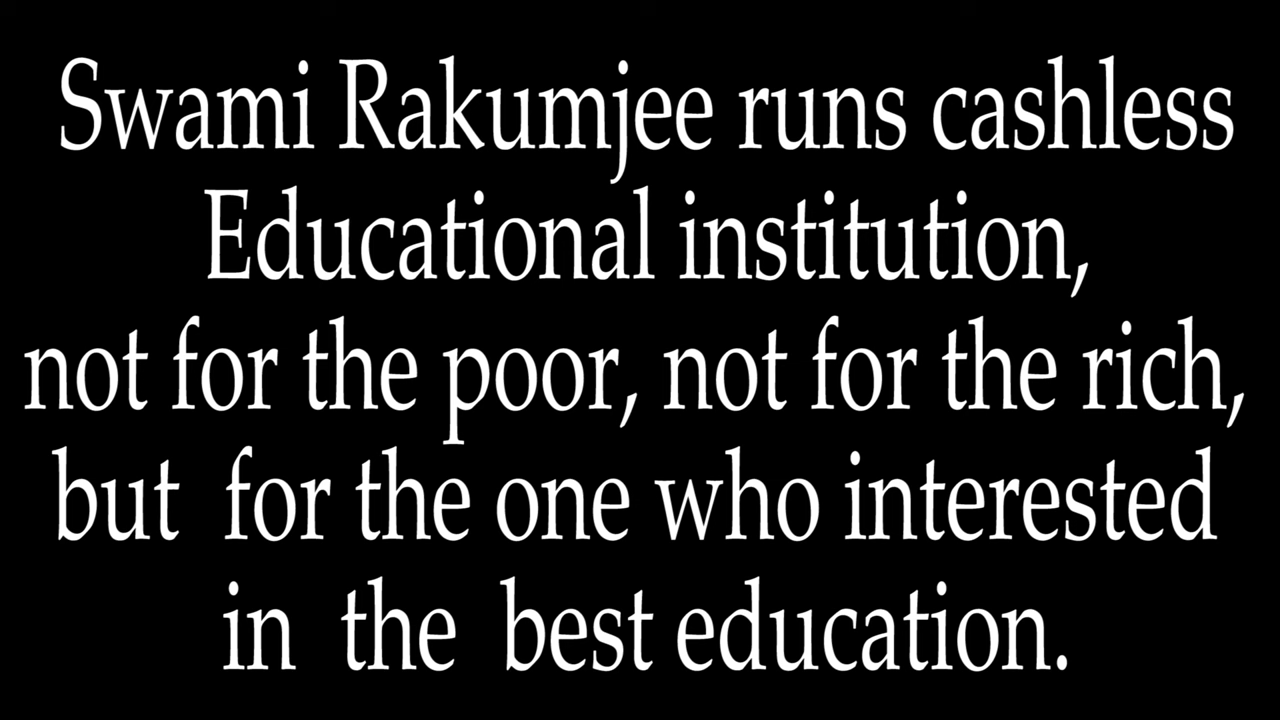 Swami Rakumjee runs cashless
Educational institution,
not for the poor, not for the rich,
but for the one who interested
in the best education.